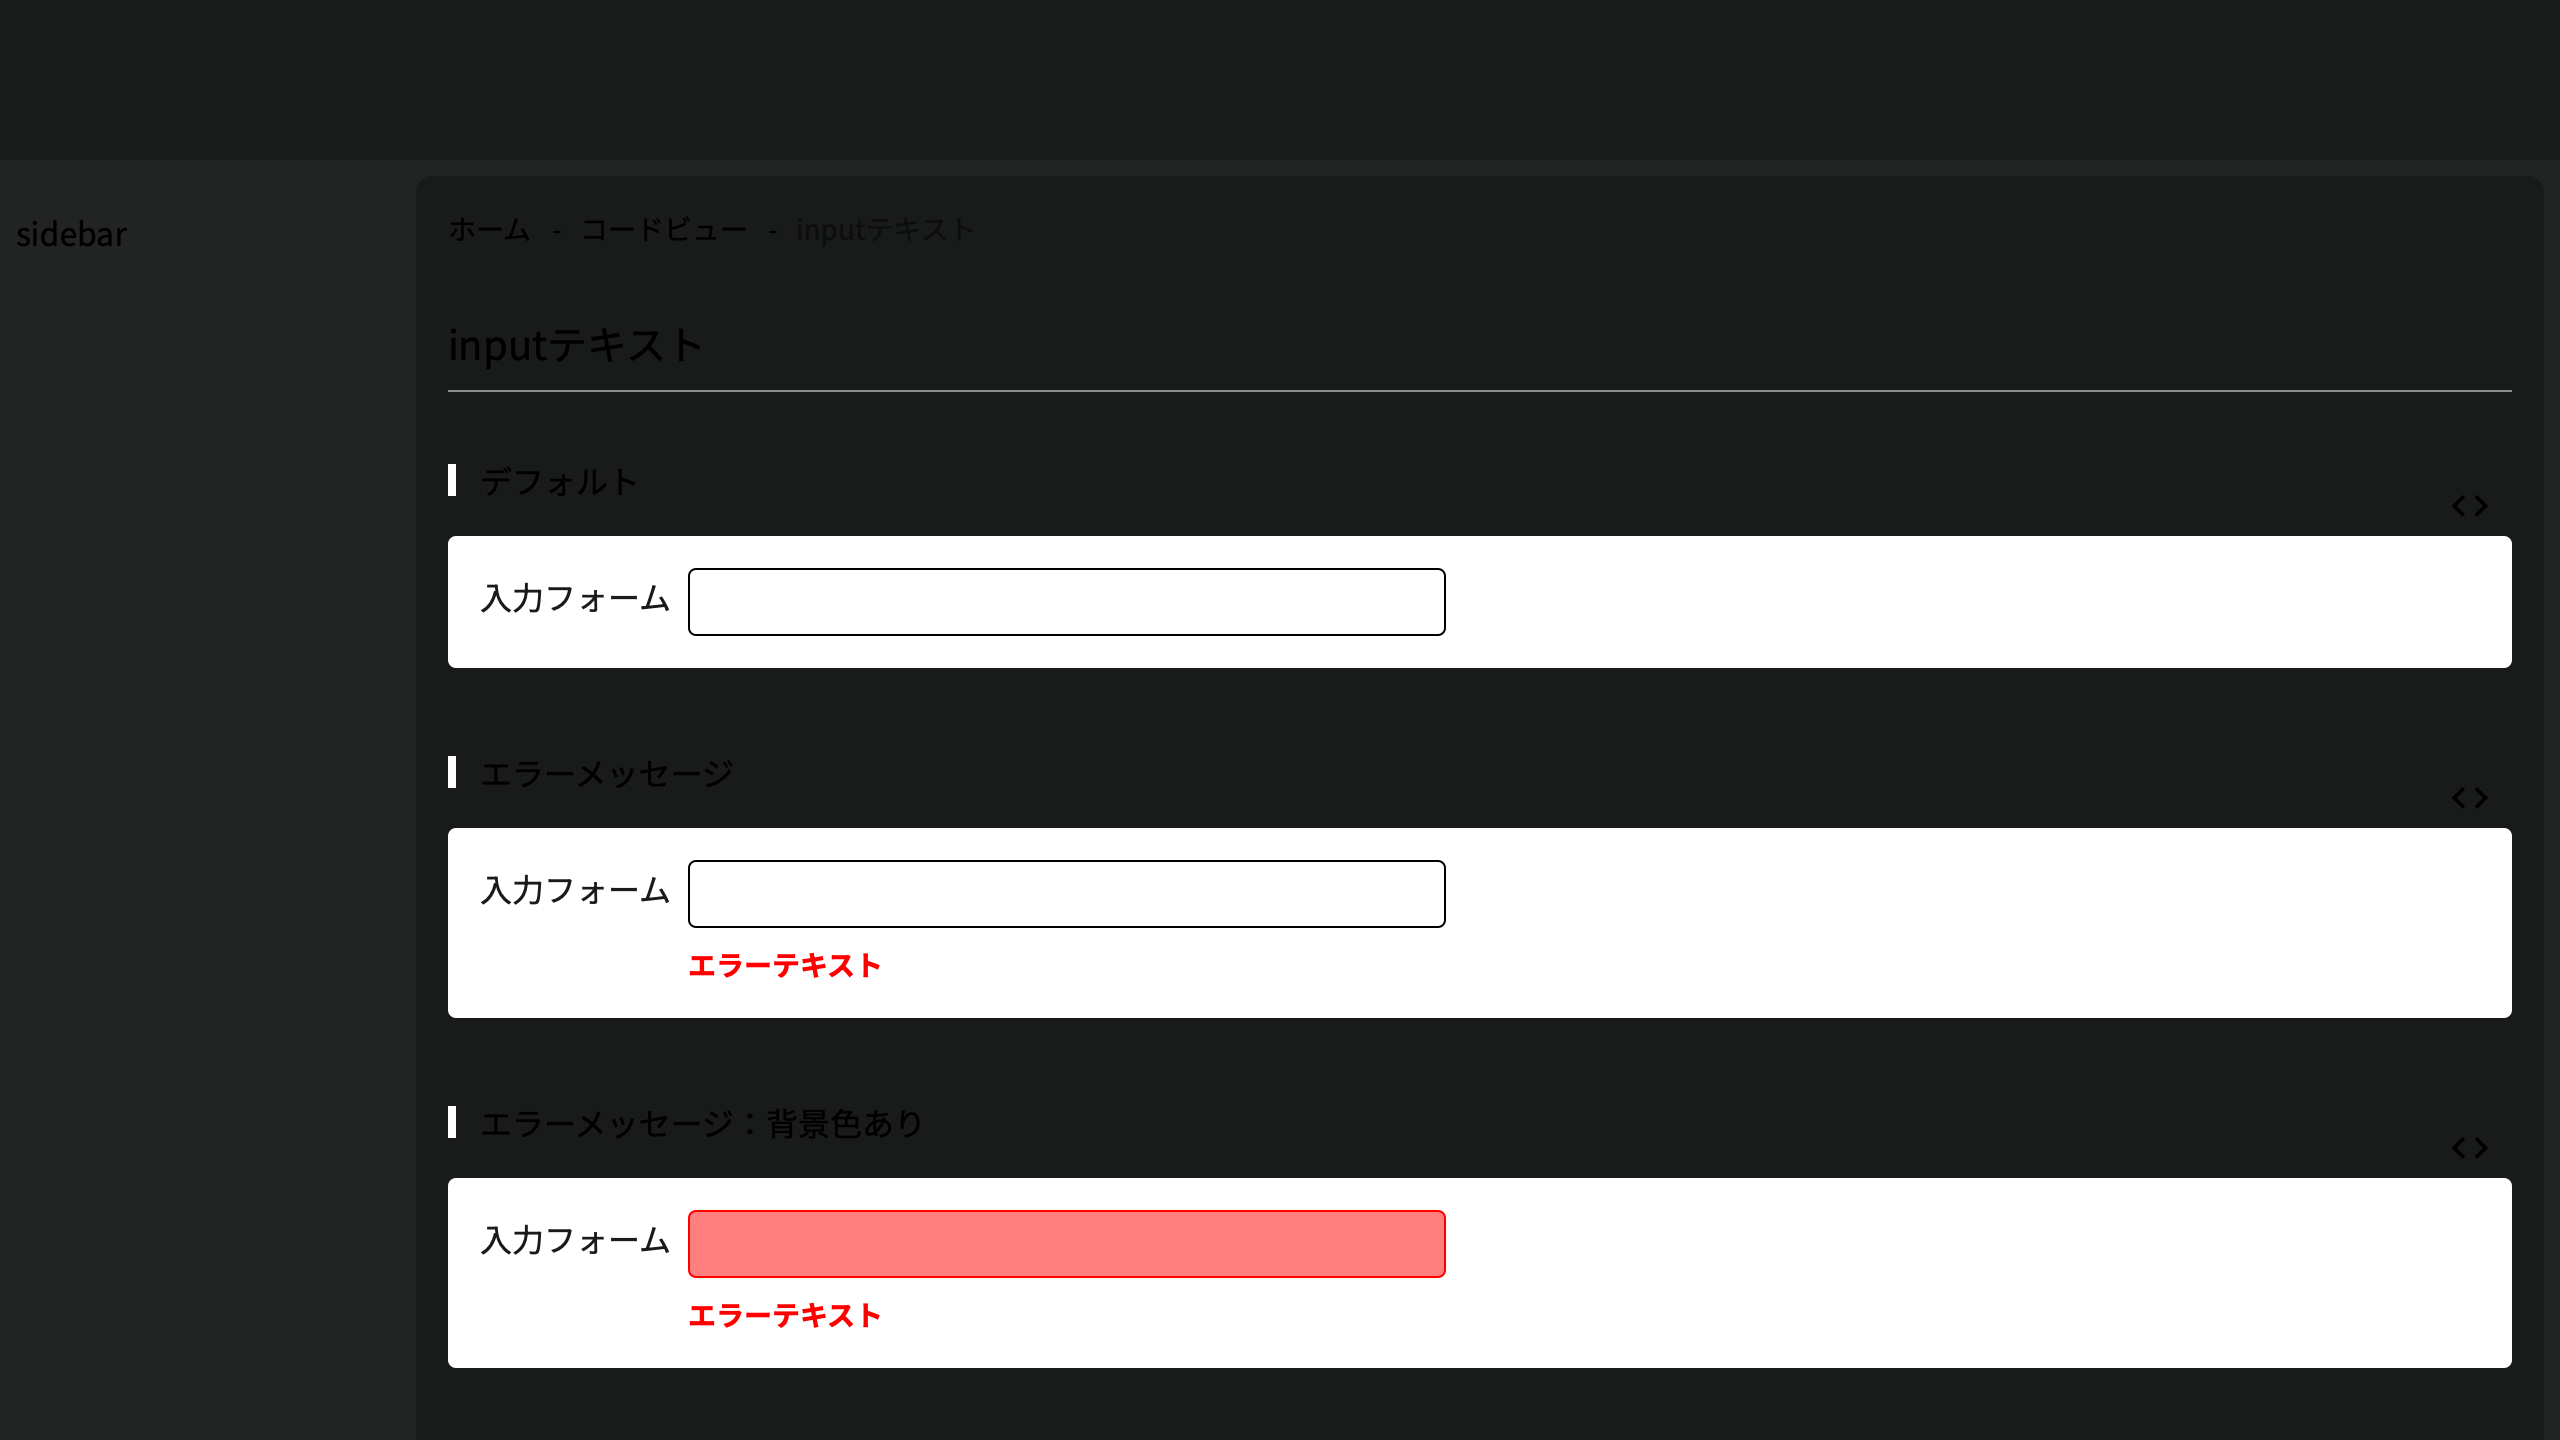 sidebar
ホーム - コードビュー - inputテキスト
inputテキスト
デフォルト
<>
入力フォーム
エラーメッセージ
<>
入力フォーム
エラーテキスト
エラーメッセージ：背景色あり
<>
入力フォーム
エラーテキスト